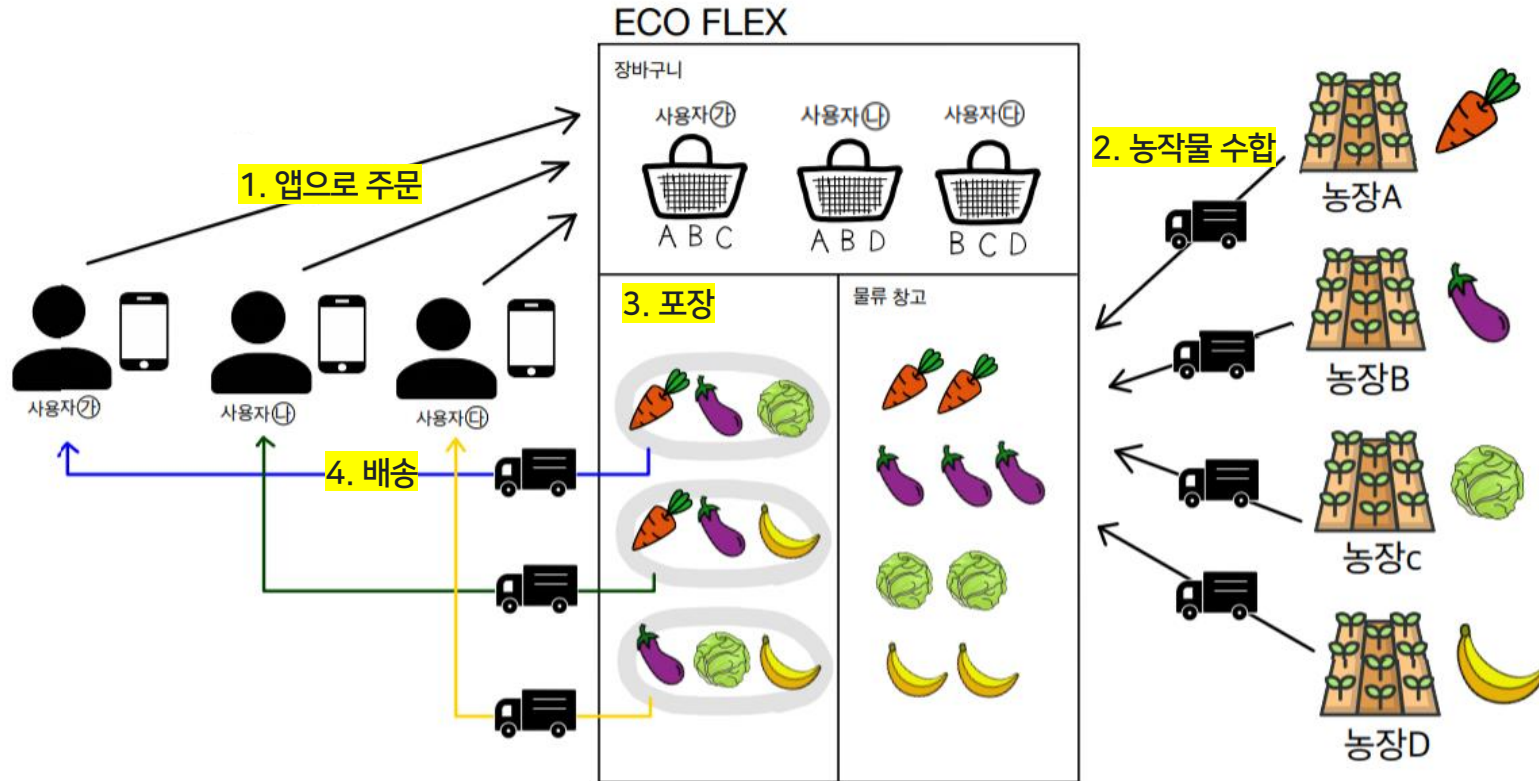 ECO FLEX
장바구니
사용자㉮
사용자㉯
사용자㉰
A B C
A B D
B C D
1. 앱으로 주문
2. 농작물 수합
농장A
농장B
농장c
농장D
3. 포장
물류 창고
사용자㉮
사용자㉯
사용자㉰
4. 배송